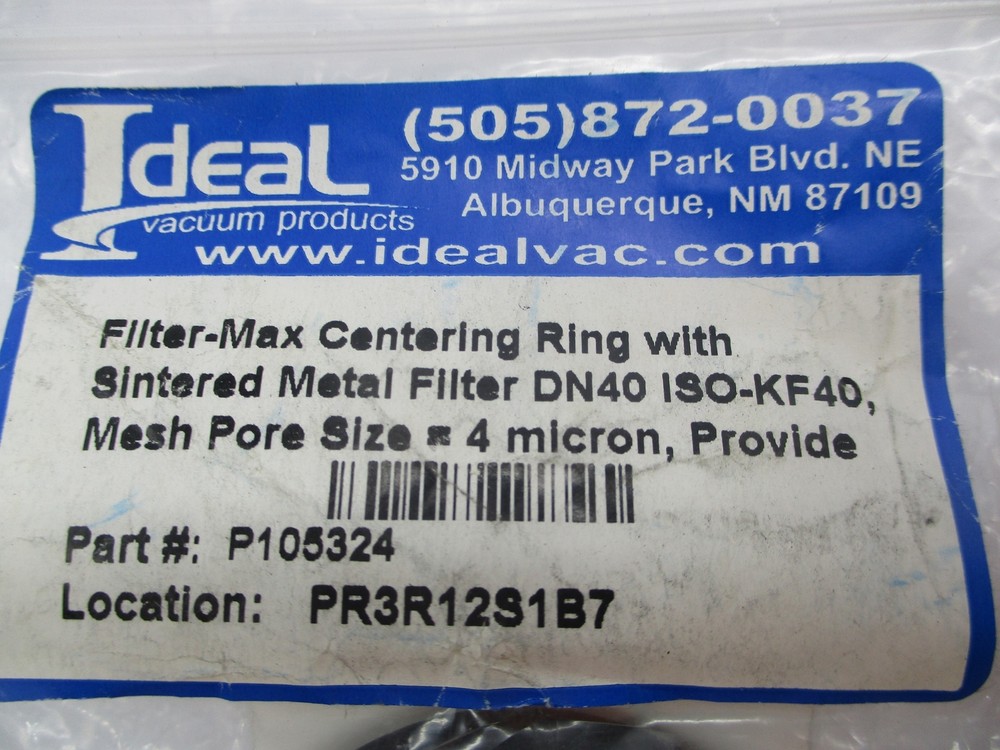 Ideal
vacuum products
(505)872-0037
5910 Midway Park Blvd. NE
Albuquerque, NM 87109
www.idealvac.com
Filter-Max Centering Ring with
Sintered Metal Filter DN40 ISO-KF40,
Mesh Pore Size ≈ 4 micron, Provide
Part #: P105324
Location: PR3R12S1B7